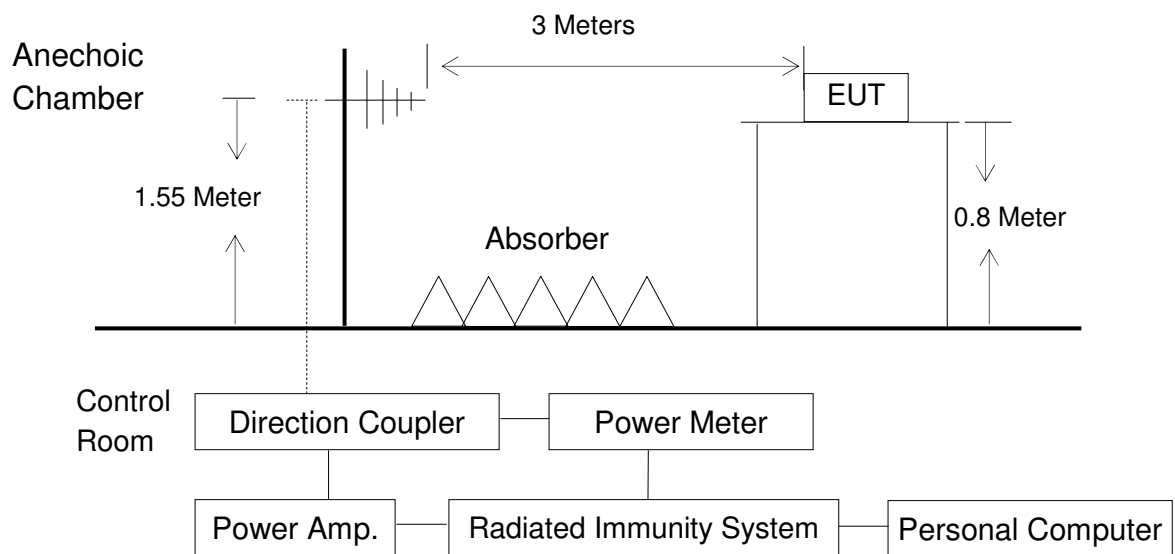 3 Meters
Anechoic
Chamber
EUT
1.55 Meter
0.8 Meter
Absorber
Control
Room
Direction Coupler
Power Meter
Power Amp.
Radiated Immunity System
Personal Computer